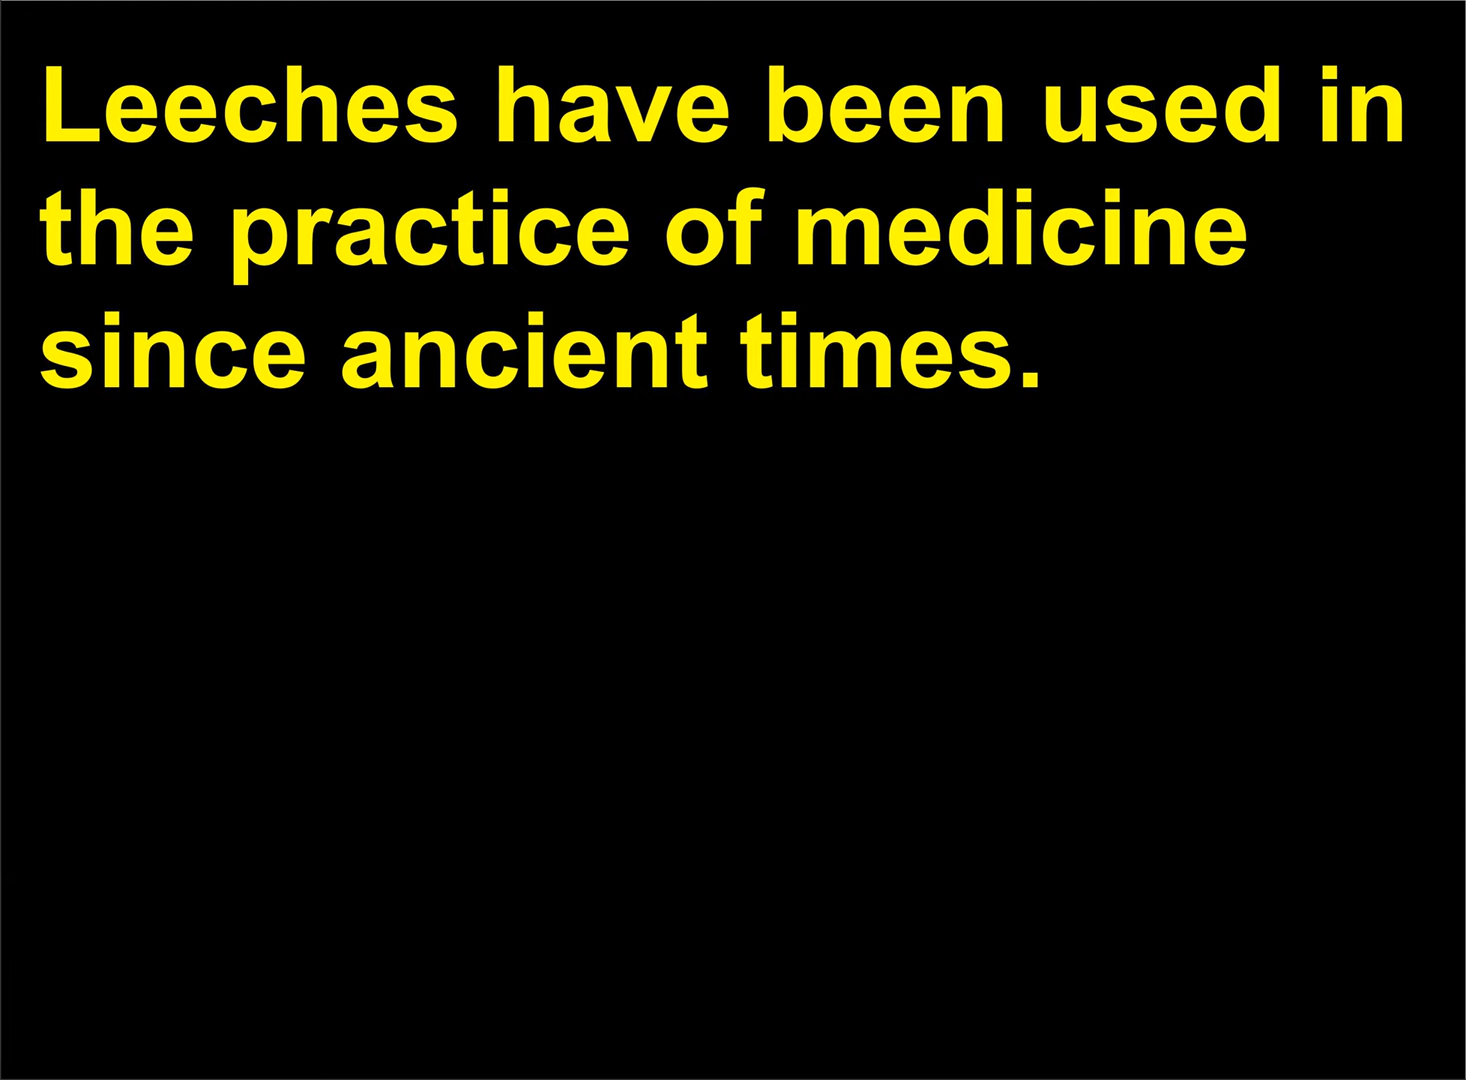 Leeches have been used in
the practice of medicine
since ancient times.